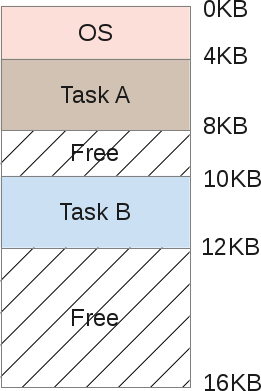 0KB
OS
4KB
Task A
8KB
Free
10KB
Task B
12KB
Free
16KB